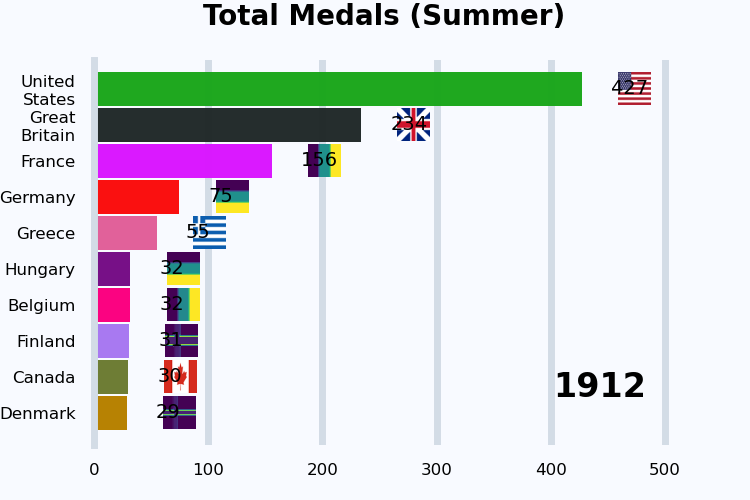 Total Medals (Summer)
United
States
427
Great
Britain
234
France
156
Germany
75
Greece
55
Hungary
32
Belgium
32
Finland
31
Canada
30
Denmark
29
1912
0 100 200 300 400 500